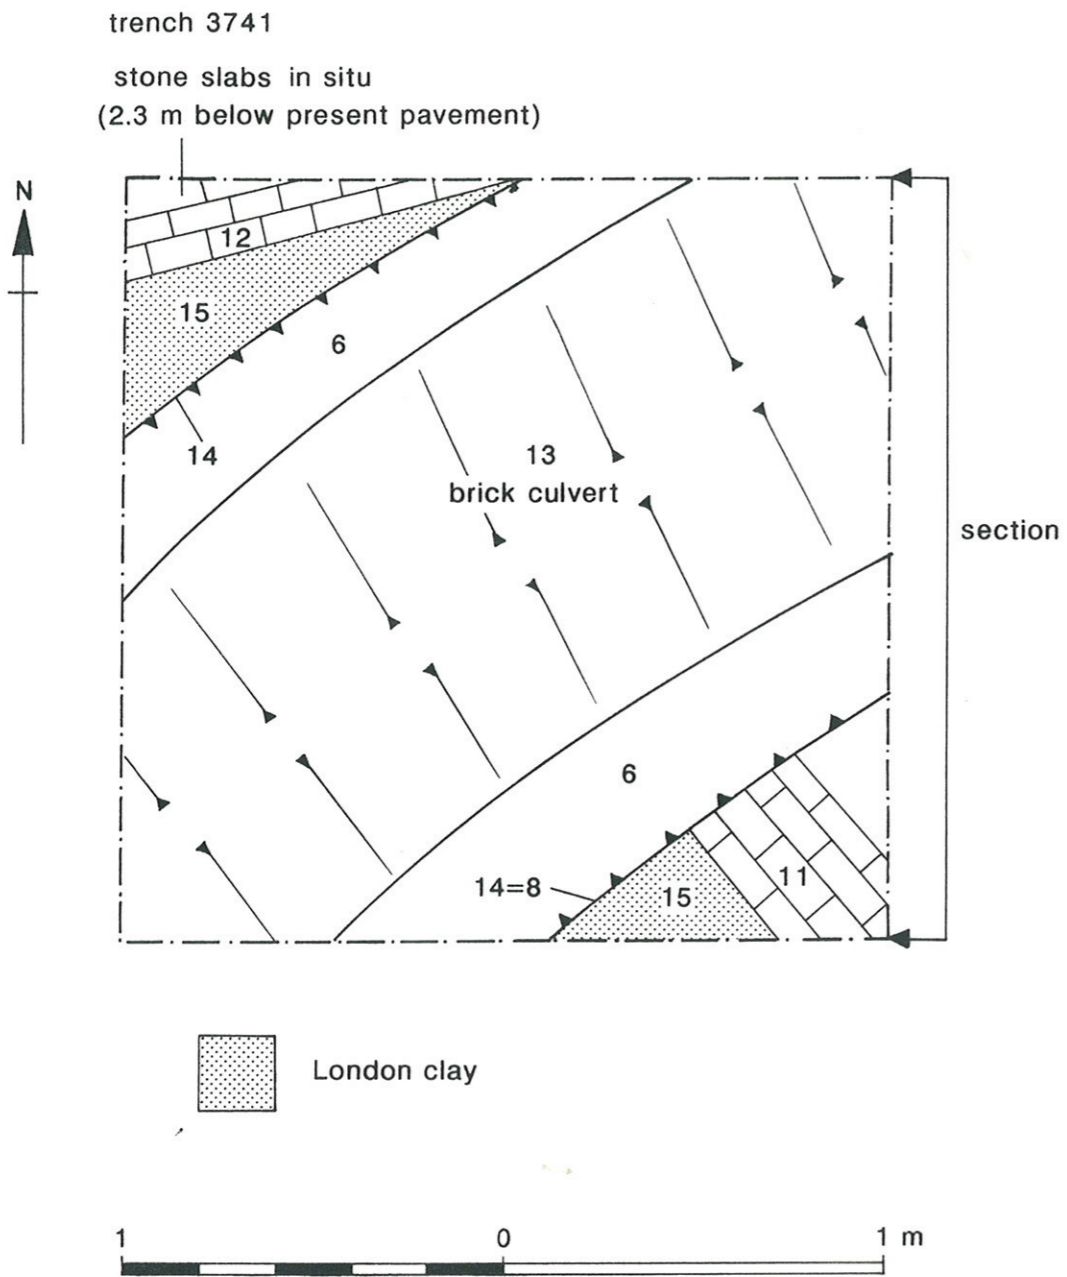 trench 3741
stone slabs in situ
(2.3 m below present pavement)
N
12
15
6
14
13
brick culvert
section
6
14=8
15
11
London clay
1 0 1 m